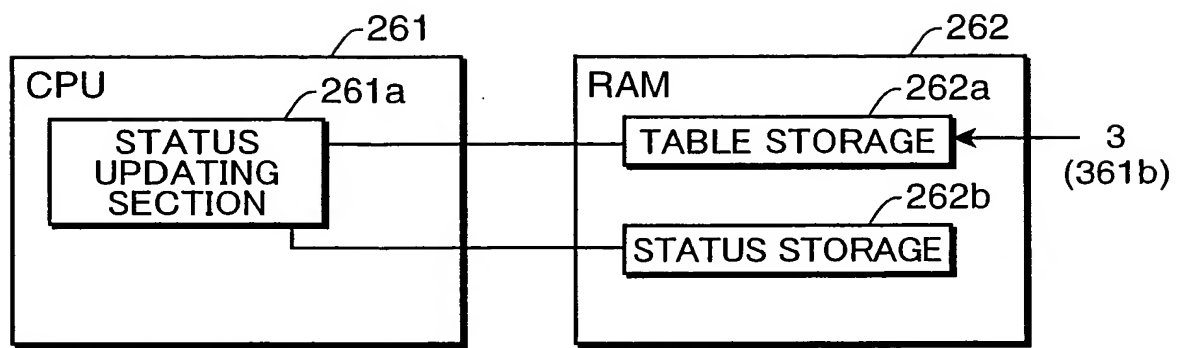 261
262
CPU
261a
RAM
262a
STATUS
UPDATING
SECTION
TABLE STORAGE
3
(361b)
262b
STATUS STORAGE